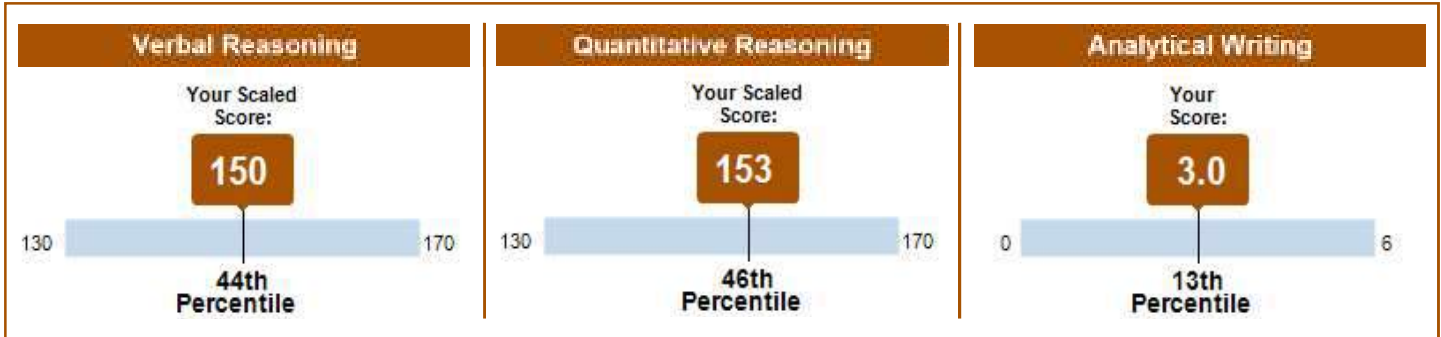 Verbal Reasoning
Your Scaled
Score:
150
130
170
44th
Percentile
Quantitative Reasoning
Your Scaled
Score:
153
130
170
46th
Percentile
Analytical Writing
Your
Score:
3.0
0
6
13th
Percentile